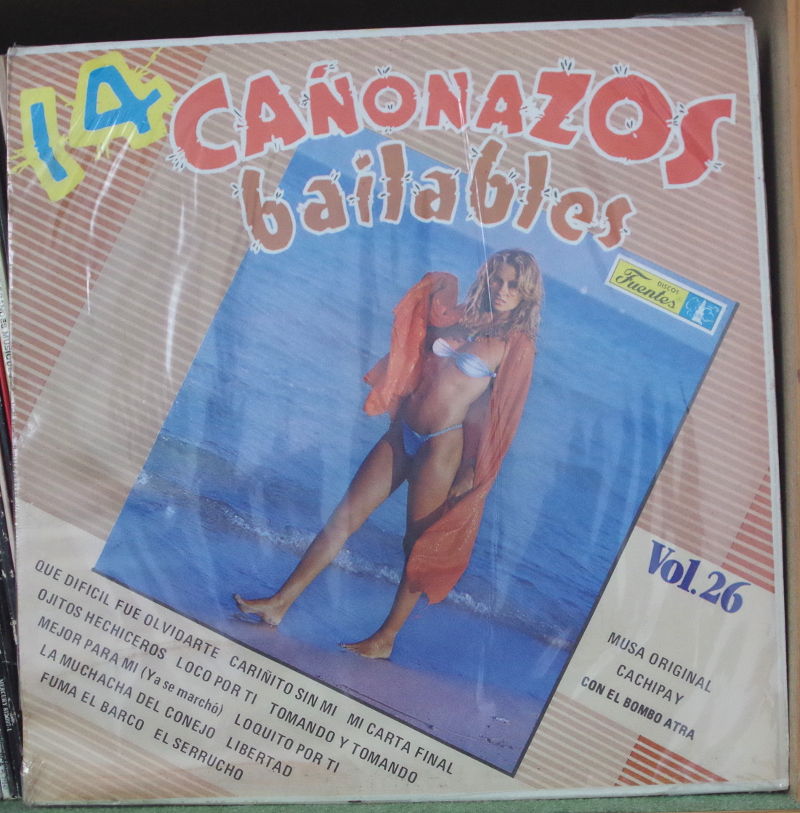 14 CAÑONAZOS
bailables
DISCOS
Fuentes
Vol.26
MUSA ORIGINAL
CACHIPAY
CON EL BOMBO ATRA
QUE DIFICIL FUE OLVIDARTE CARIÑITO SIN MI MI CARTA FINAL
OJITOS HECHICEROS LOCO POR TI TOMANDO Y TOMANDO
MEJOR PARA MI (Ya se marchó) LOQUITO POR TI
LA MUCHACHA DEL CONEJO LIBERTAD
FUMA EL BARCO EL SERRUCHO